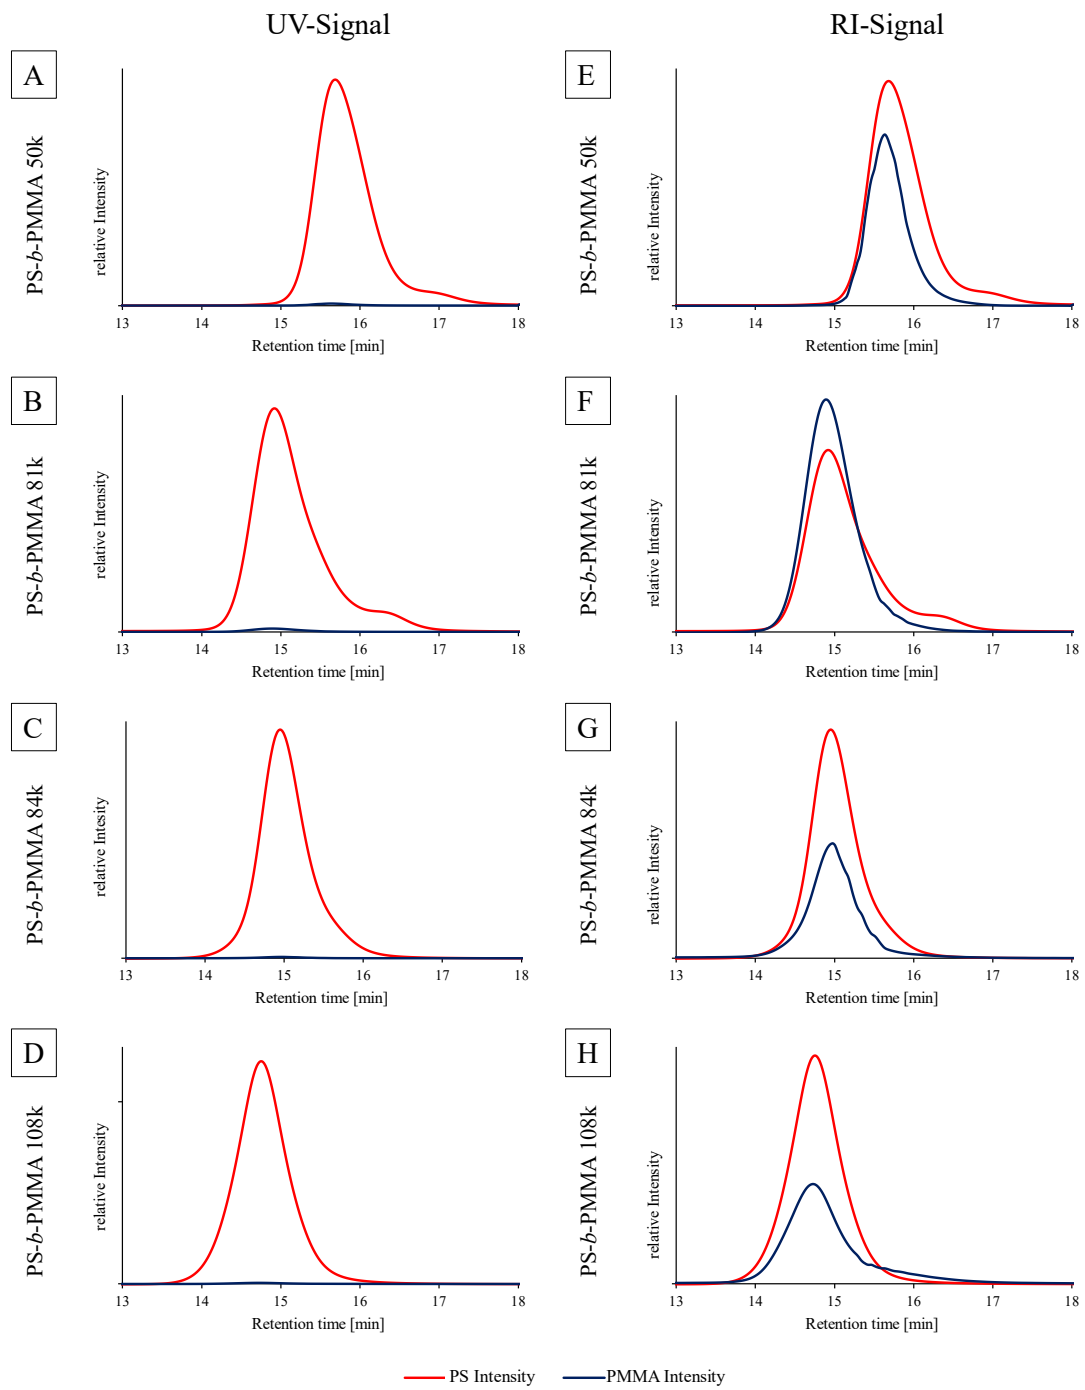 UV-Signal
RI-Signal
A
PS-b-PMMA 50k
relative Intensity
13 14 15 16 17 18
Retention time [min]
E
PS-b-PMMA 50k
relative Intensity
13 14 15 16 17 18
Retention time [min]
B
PS-b-PMMA 81k
relative Intensity
13 14 15 16 17 18
Retention time [min]
F
PS-b-PMMA 81k
relative Intensity
13 14 15 16 17 18
Retention time [min]
C
PS-b-PMMA 84k
relative Intesity
13 14 15 16 17 18
Retention time [min]
G
PS-b-PMMA 84k
relative Intesity
13 14 15 16 17 18
Retention time [min]
D
PS-b-PMMA 108k
relative Intensity
13 14 15 16 17 18
Retention time [min]
H
PS-b-PMMA 108k
relative Intensity
13 14 15 16 17 18
Retention time [min]
PS Intensity
PMMA Intensity